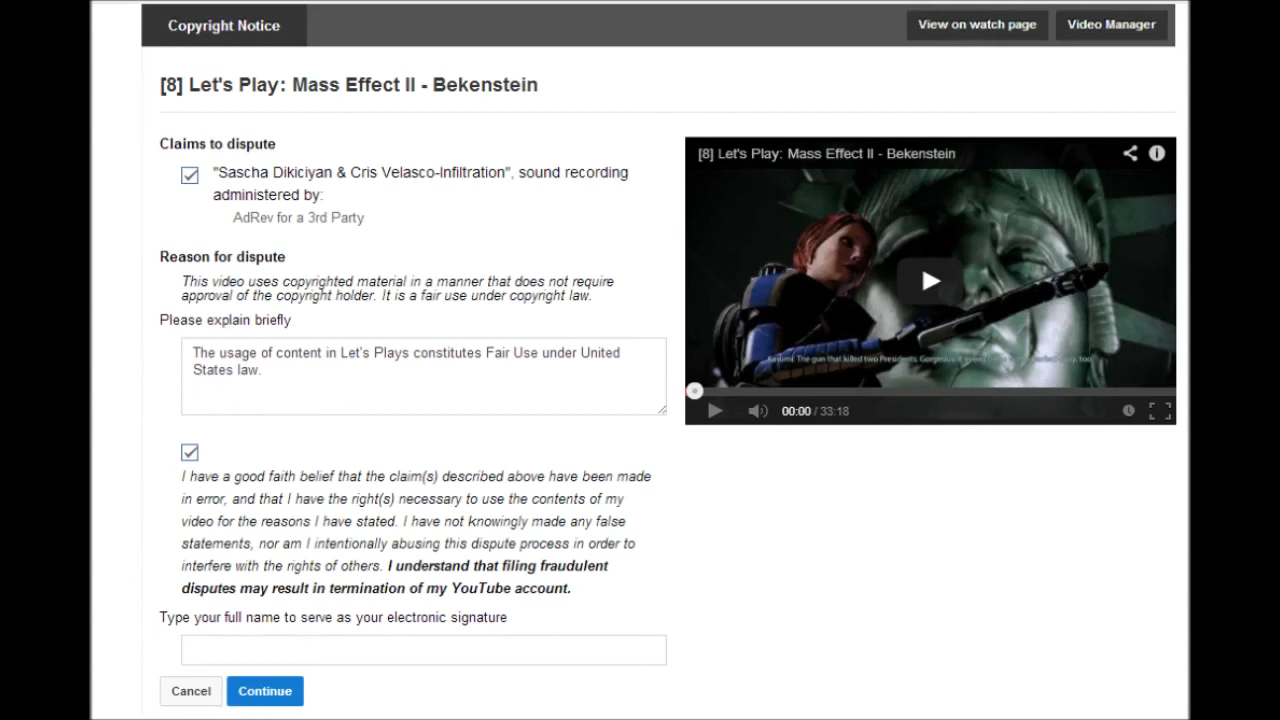 Copyright Notice
View on watch page
Video Manager
[8] Let's Play: Mass Effect II - Bekenstein
Claims to dispute
"Sascha Dikiciyan & Cris Velasco-Infiltration", sound recording
administered by:
AdRev for a 3rd Party
[8] Let's Play: Mass Effect II - Bekenstein
Reason for dispute
This video uses copyrighted material in a manner that does not require
approval of the copyright holder. It is a fair use under copyright law.
Please explain briefly
The usage of content in Let's Plays constitutes Fair Use under United
States law.
Kasumi: The gun that killed two Presidents. Gorgeous.
too.
00:00 / 33:18
I have a good faith belief that the claim(s) described above have been made
in error, and that I have the right(s) necessary to use the contents of my
video for the reasons I have stated. I have not knowingly made any false
statements, nor am I intentionally abusing this dispute process in order to
interfere with the rights of others. I understand that filing fraudulent
disputes may result in termination of my YouTube account.
Type your full name to serve as your electronic signature
Cancel
Continue